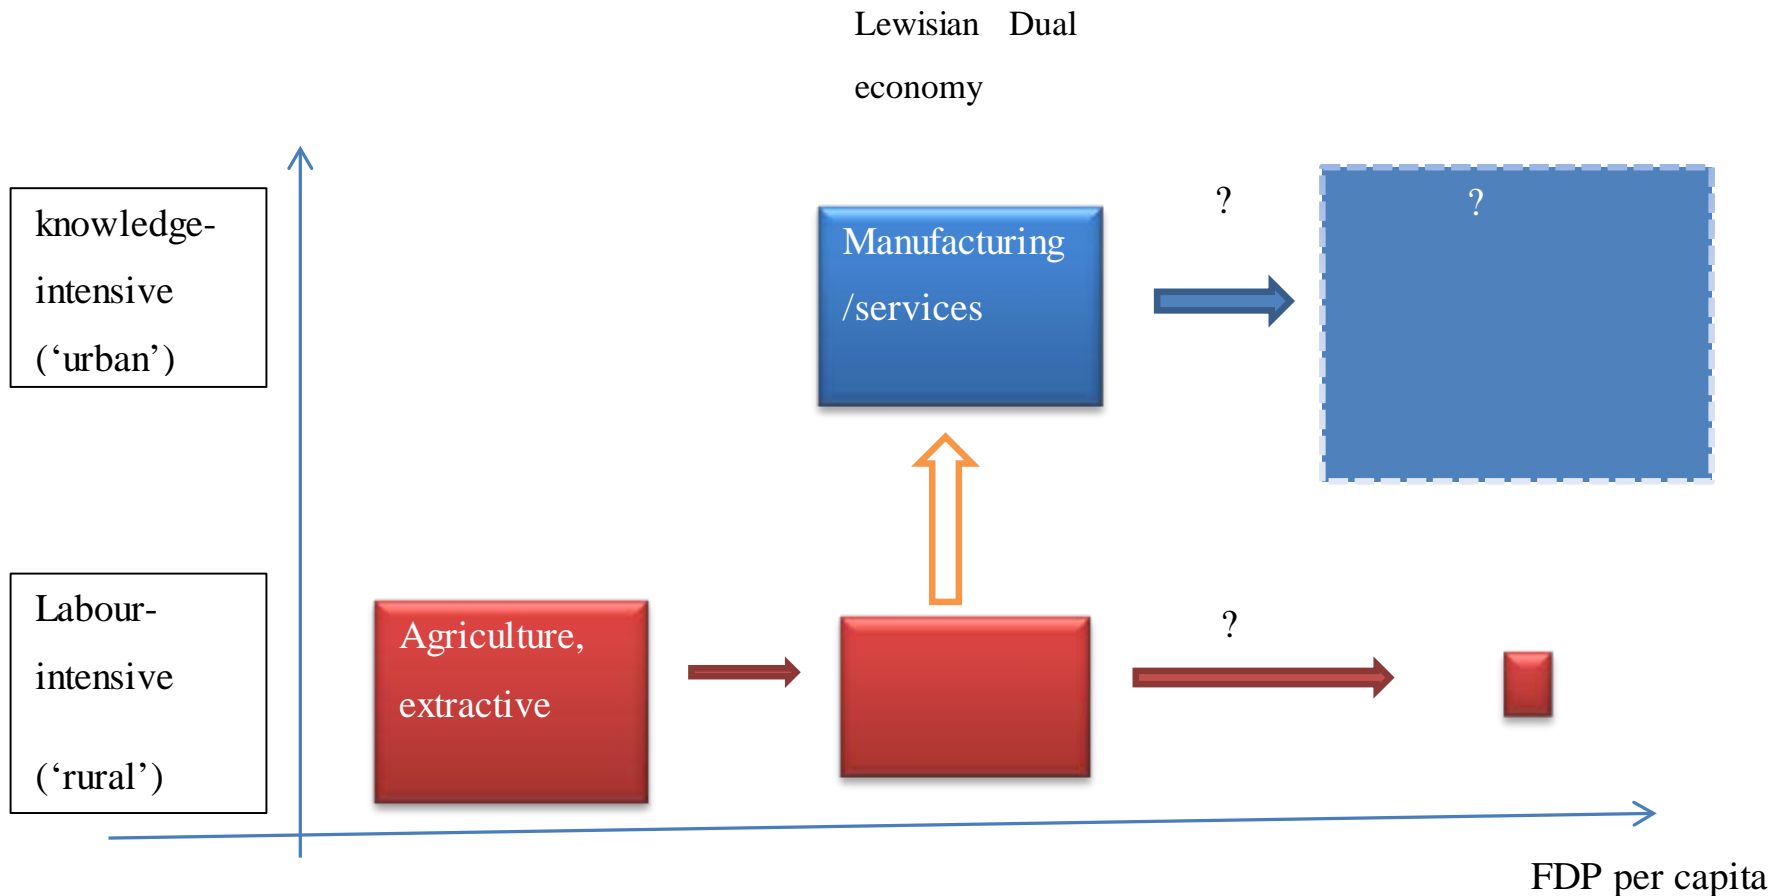 Lewisian Dual
economy
knowledge-
intensive
(‘urban’)
?
?
Manufacturing
/services
Labour-
intensive
(‘rural’)
Agriculture,
extractive
?
FDP per capita